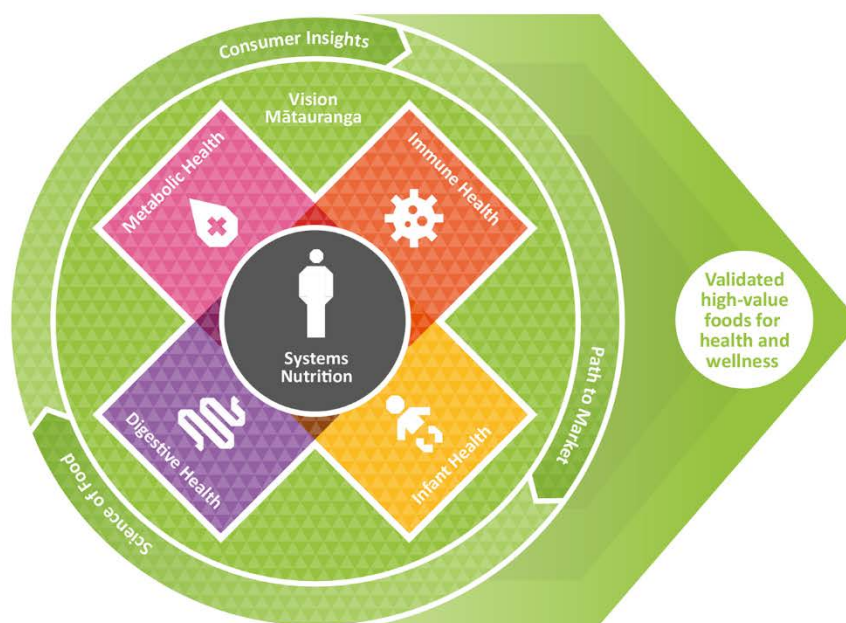 Consumer Insights
Vision
Mātauranga
Metabolic Health
Immune Health
Systems
Nutrition
Digestive Health
Infant Health
Science of Food
Path to Market
Validated
high-value
foods for
health and
wellness